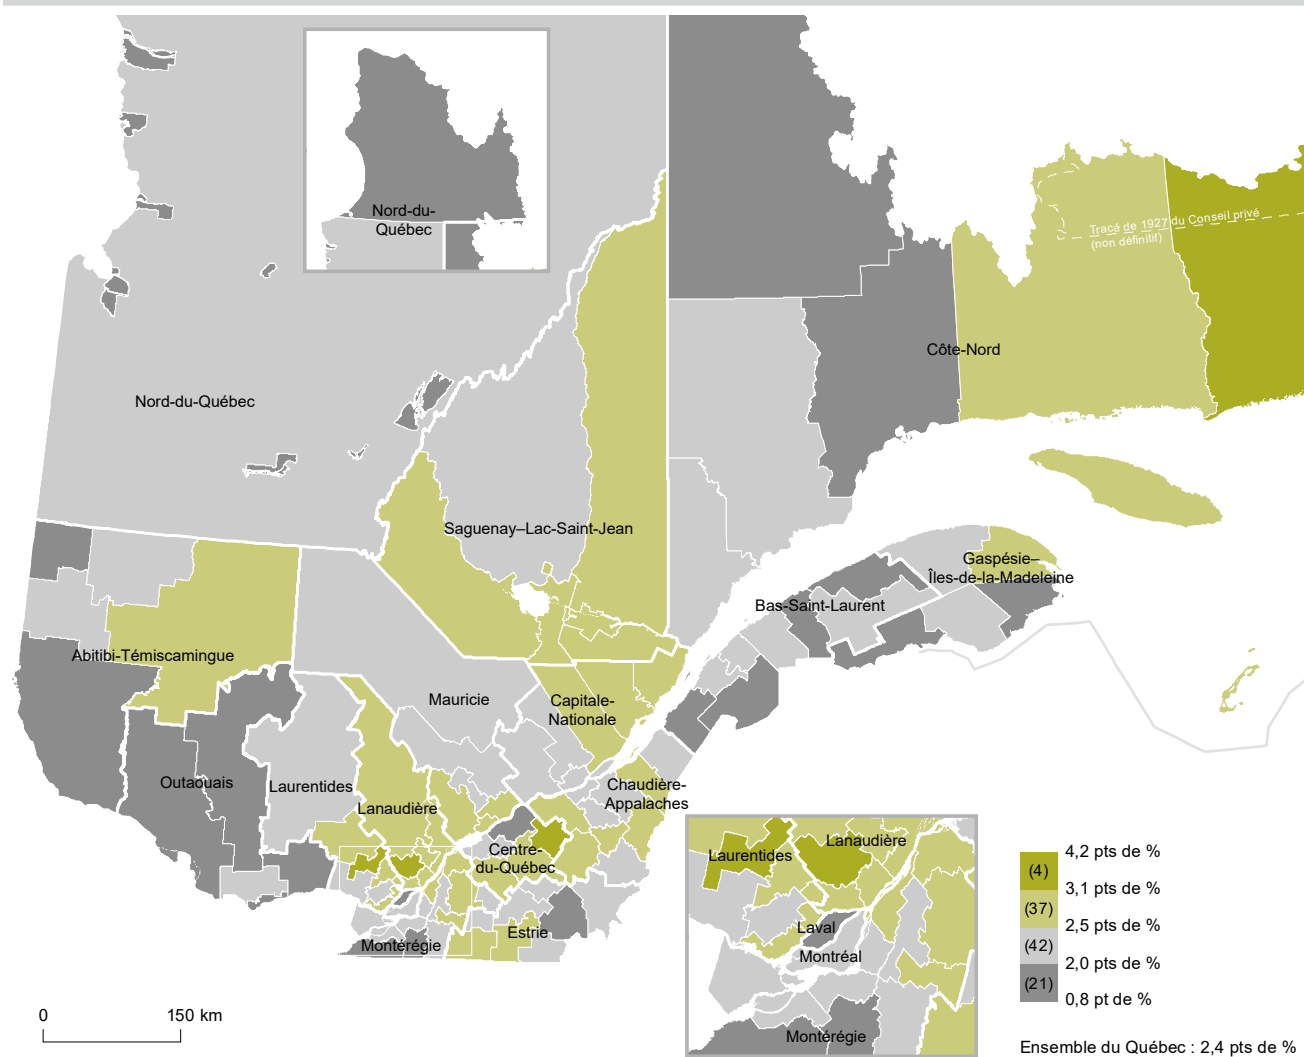 Nord-du-
Québec
Tracé de 1927 du Conseil privé
(non définitif)
Côte-Nord
Nord-du-Québec
Saguenay–Lac-Saint-Jean
Gaspésie–
Îles-de-la-Madeleine
Bas-Saint-Laurent
Abitibi-Témiscamingue
Mauricie
Capitale-
Nationale
Outaouais
Laurentides
Lanaudière
Chaudière-
Appalaches
Centre-
du-Québec
Estrie
Montérégie
Laurentides
Lanaudière
Laval
Montréal
Montérégie
4,2 pts de %
(4)
3,1 pts de %
(37)
2,5 pts de %
(42)
2,0 pts de %
(21)
0,8 pt de %
0 150 km
Ensemble du Québec : 2,4 pts de %